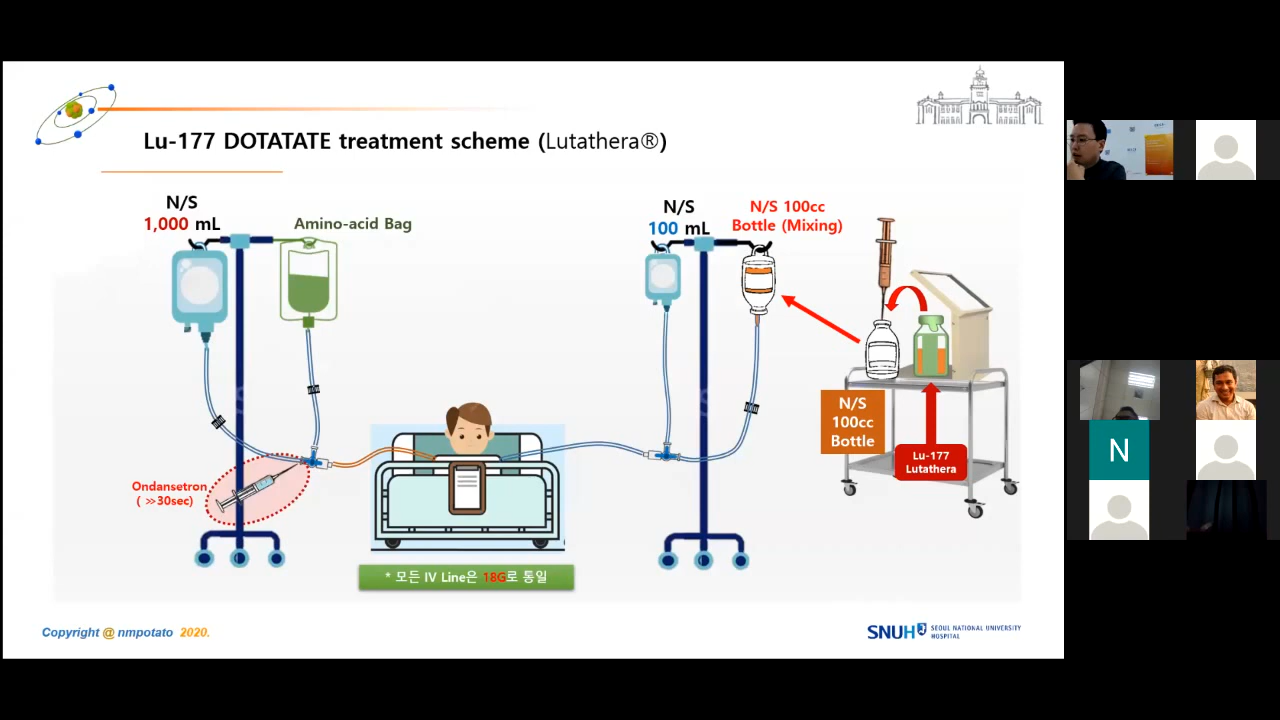 Lu-177 DOTATATE treatment scheme (Lutathera®)
N/S
1,000 mL
Amino-acid Bag
N/S
100 mL
N/S 100cc
Bottle (Mixing)
N/S
100cc
Bottle
Lu-177
Lutathera
Ondansetron
( ≫30sec)
* 모든 IV Line은 18G로 통일
Copyright @ nmpotato 2020.
SNUH SEOUL NATIONAL UNIVERSITY
HOSPITAL
N